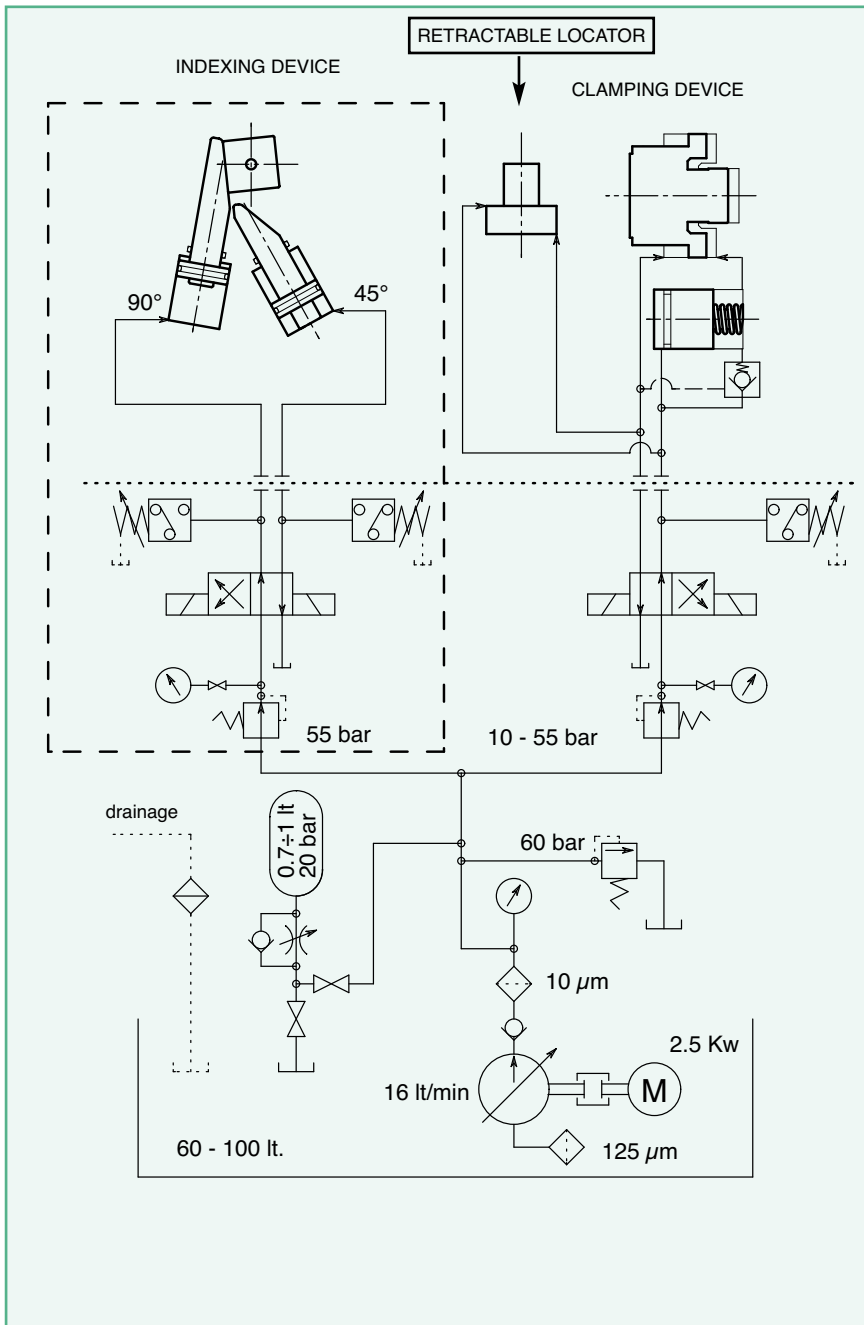 RETRACTABLE LOCATOR
INDEXING DEVICE
CLAMPING DEVICE
90°
45°
55 bar
10 - 55 bar
drainage
0.7÷1 lt
20 bar
60 bar
10 µm
2.5 Kw
16 lt/min
M
60 - 100 lt.
125 µm